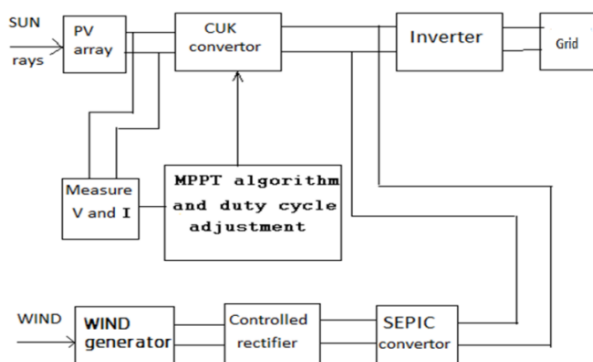 SUN
rays
PV
array
CUK
convertor
Inverter
Grid
Measure
V and I
MPPT algorithm
and duty cycle
adjustment
WIND
WIND
generator
Controlled
rectifier
SEPIC
convertor